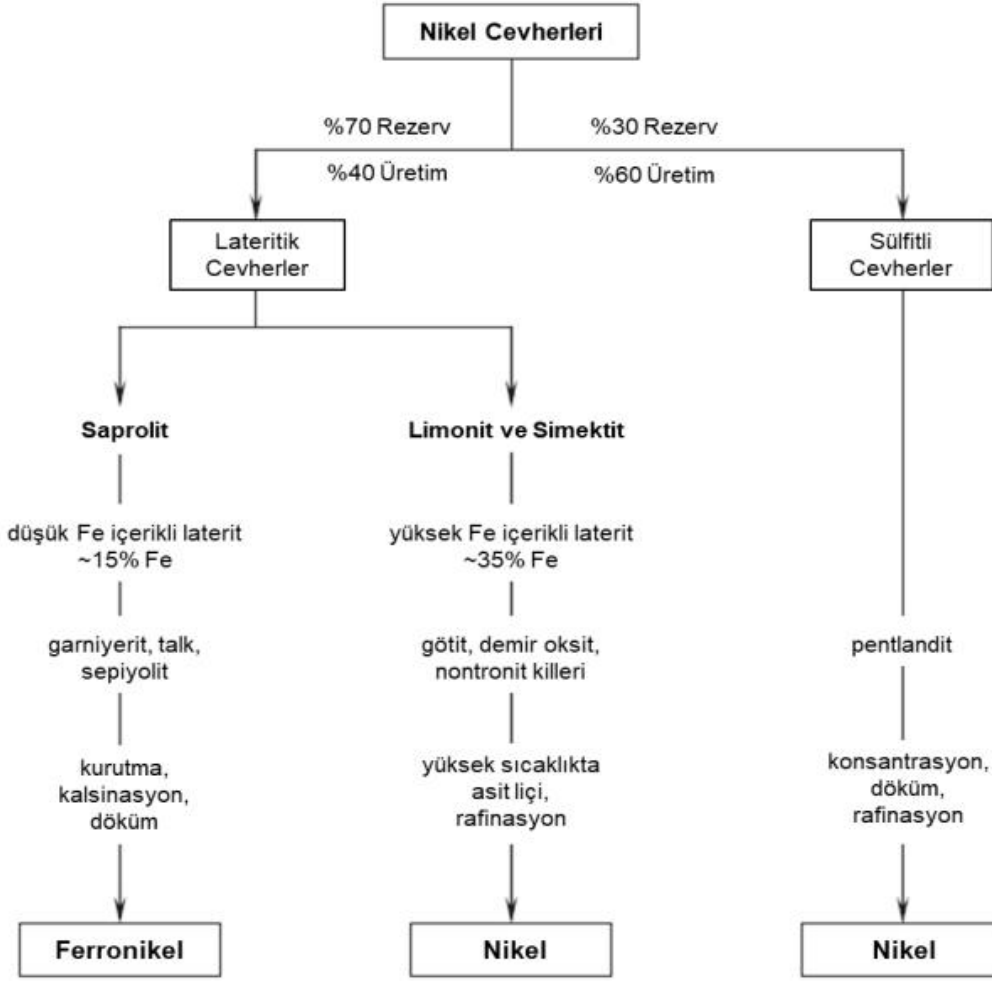 Nikel Cevherleri
%70 Rezerv
%30 Rezerv
%40 Üretim
%60 Üretim
Lateritik
Cevherler
Sülfitli
Cevherler
Saprolit
Limonit ve Simektit
düşük Fe içerikli laterit
~15% Fe
yüksek Fe içerikli laterit
~35% Fe
garniyerit, talk,
sepiyolit
götit, demir oksit,
nontronit killeri
pentlandit
kurutma,
kalsinasyon,
döküm
yüksek sıcaklıkta
asit liçi,
rafinasyon
konsantrasyon,
döküm,
rafinasyon
Ferronikel
Nikel
Nikel